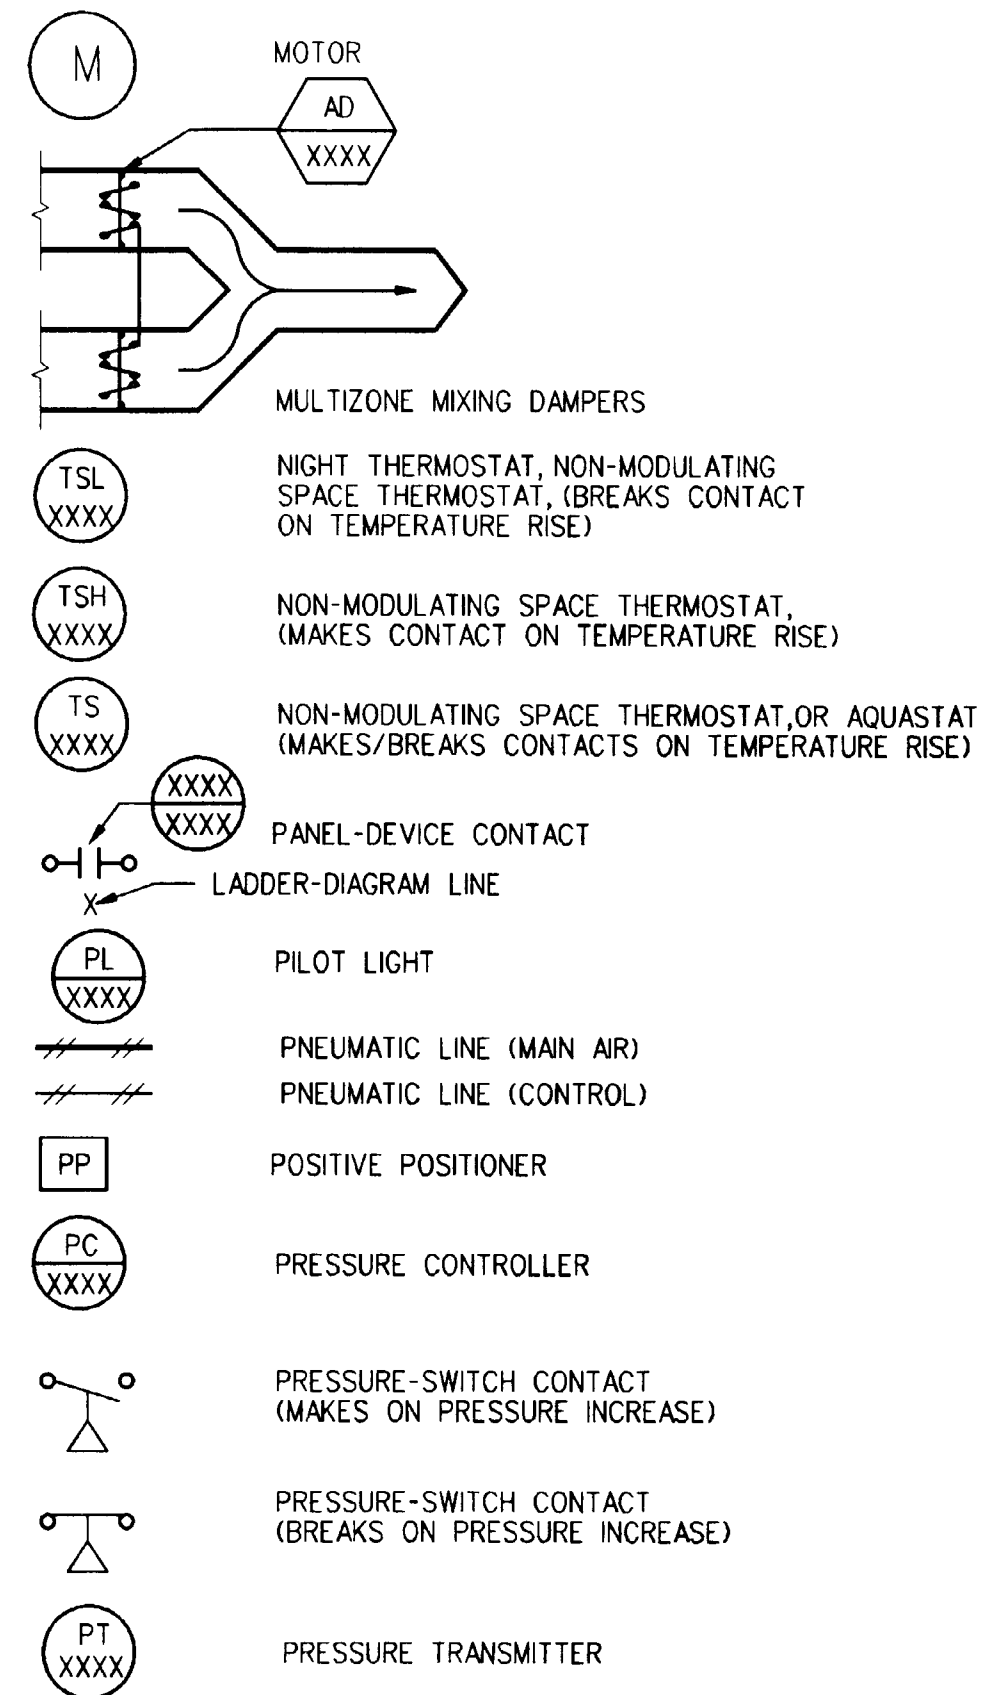 M
MOTOR
AD
XXXX
MULTIZONE MIXING DAMPERS
TSL
XXXX
NIGHT THERMOSTAT, NON-MODULATING
SPACE THERMOSTAT, (BREAKS CONTACT
ON TEMPERATURE RISE)
TSH
XXXX
NON-MODULATING SPACE THERMOSTAT,
(MAKES CONTACT ON TEMPERATURE RISE)
TS
XXXX
NON-MODULATING SPACE THERMOSTAT,OR AQUASTAT
(MAKES/BREAKS CONTACTS ON TEMPERATURE RISE)
XXXX
XXXX
PANEL-DEVICE CONTACT
X
LADDER-DIAGRAM LINE
PL
XXXX
PILOT LIGHT
PNEUMATIC LINE (MAIN AIR)
PNEUMATIC LINE (CONTROL)
PP
POSITIVE POSITIONER
PC
XXXX
PRESSURE CONTROLLER
PRESSURE-SWITCH CONTACT
(MAKES ON PRESSURE INCREASE)
PRESSURE-SWITCH CONTACT
(BREAKS ON PRESSURE INCREASE)
PT
XXXX
PRESSURE TRANSMITTER